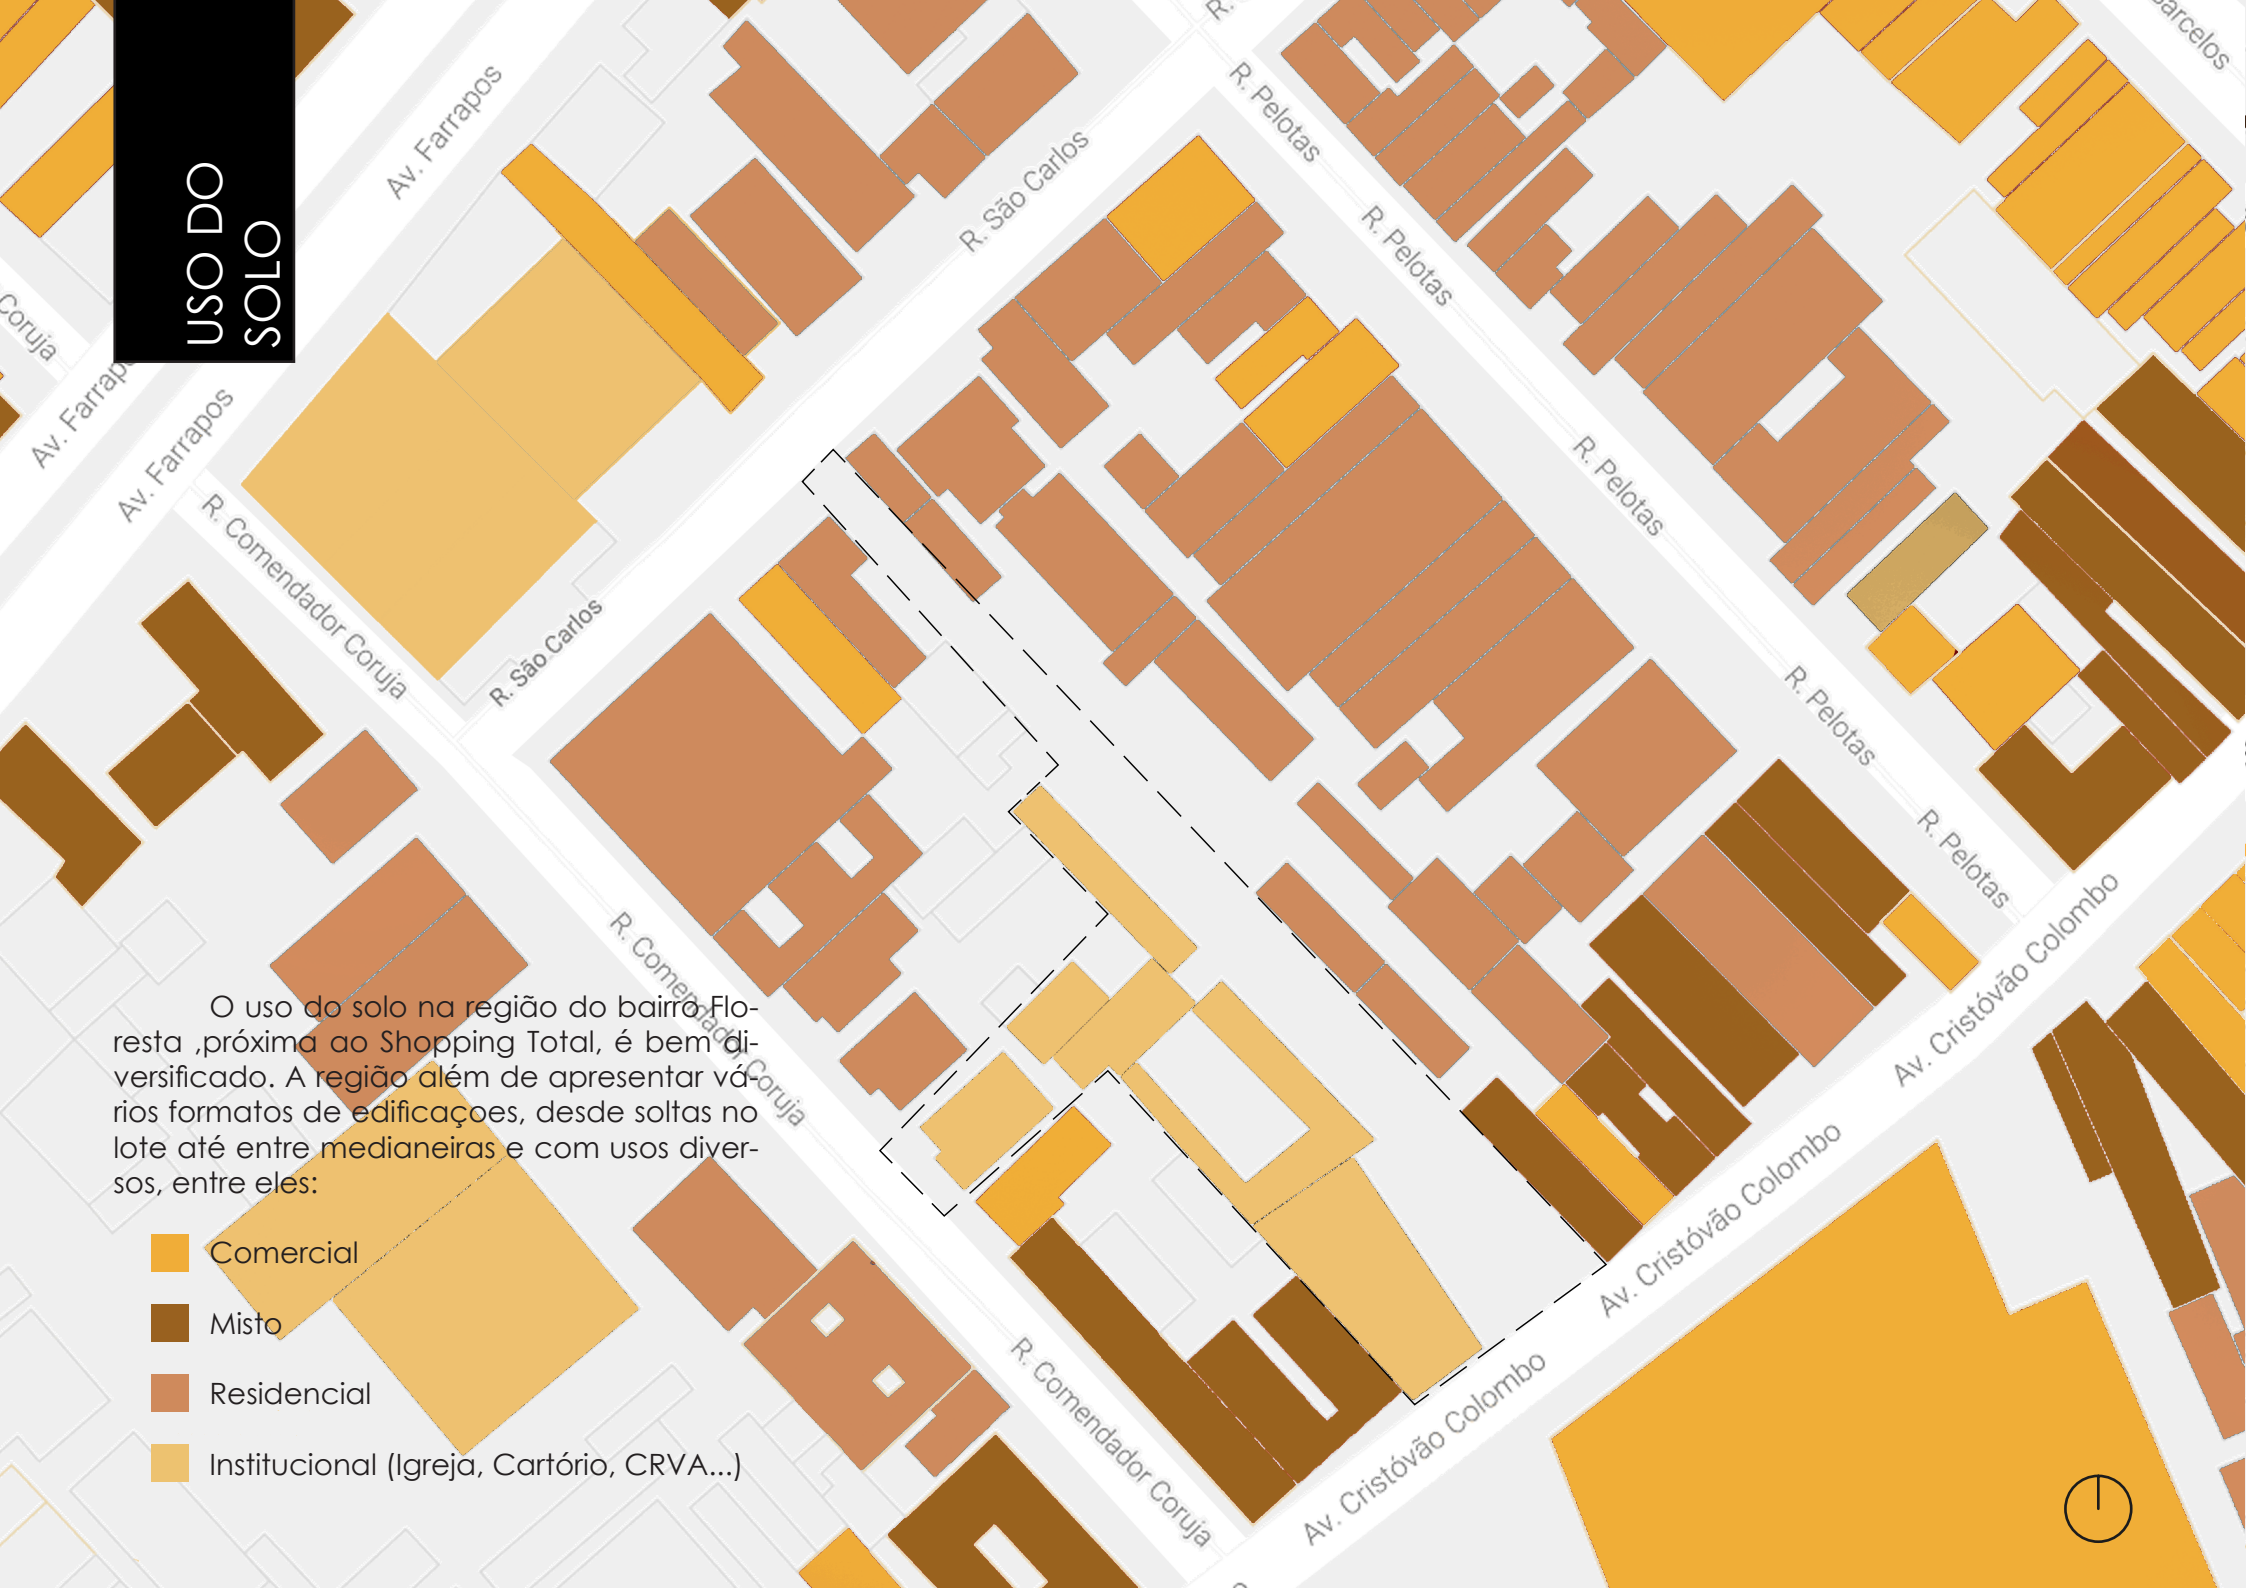 USO DO
SOLO
Av. Farrapos
Av. Farrapos
Av. Farrapos
Coruja
R. São Carlos
R. São Carlos
R. Pelotas
R. Pelotas
R. Pelotas
R. Pelotas
R. Pelotas
R. Comendador Coruja
R. Comendador Coruja
R. Comendador Coruja
Av. Cristóvão Colombo
Av. Cristóvão Colombo
Av. Cristóvão Colombo
O uso do solo na região do bairro Flo-
resta ,próxima ao Shopping Total, é bem di-
versificado. A região além de apresentar vá-
rios formatos de edificaçoes, desde soltas no
lote até entre medianeiras e com usos diver-
sos, entre eles:
Comercial
Misto
Residencial
Institucional (Igreja, Cartório, CRVA...)